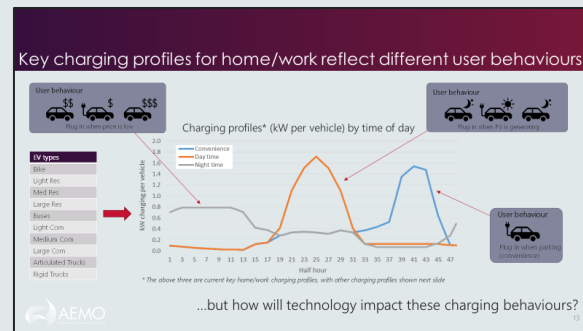 Key charging profiles for home/work reflect different user behaviours
User behaviour
$$ $ $$$
Plug in when price is low
User behaviour
Plug in when PV is generating
Charging profiles* (kW per vehicle) by time of day
EV types
Bike
Light Res
Med Res
Large Res
Buses
Light Com
Medium Com
Large Com
Articulated Trucks
Rigid Trucks
kW charging per vehicle
2.0
1.8
1.6
1.4
1.2
1.0
0.8
0.6
0.4
0.2
0.0
Convenience
Day time
Night time
1 3 5 7 9 11 13 15 17 19 21 23 25 27 29 31 33 35 37 39 41 43 45 47
Half hour
User behaviour
Plug in when parking
(convenience)
* The above three are current key home/work charging profiles, with other charging profiles shown next slide
AEMO
...but how will technology impact these charging behaviours?
13